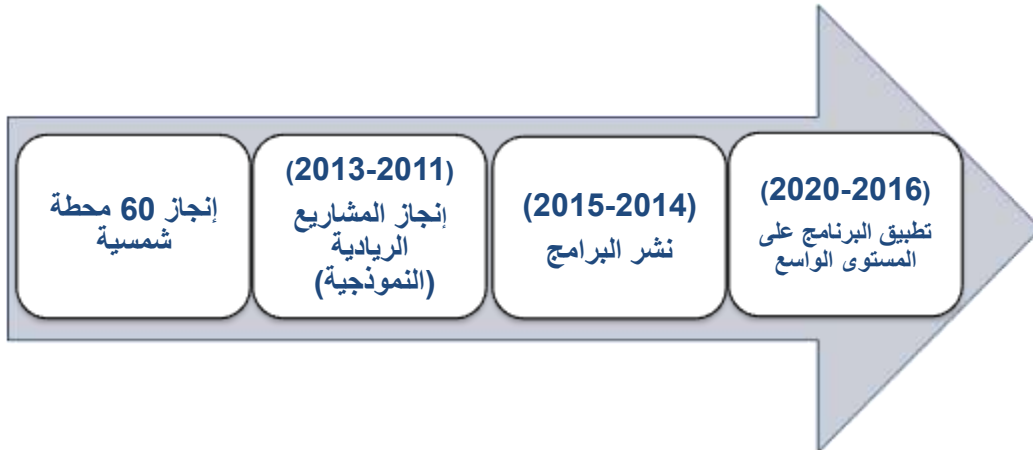 إنجاز 60 محطة
شمسية
(2013-2011)
إنجاز المشاريع
الريادية
(النموذجية)
(2015-2014)
نشر البرامج
(2020-2016)
تطبيق البرنامج على
المستوى الواسع